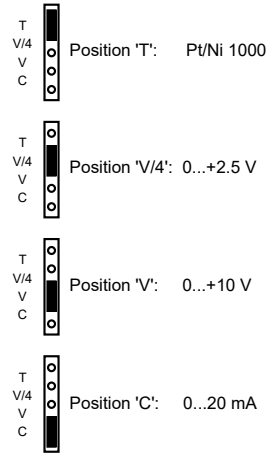 T
V/4
V
C
Position 'T': Pt/Ni 1000
T
V/4
V
C
Position 'V/4': 0...+2.5 V
T
V/4
V
C
Position 'V': 0...+10 V
T
V/4
V
C
Position 'C': 0...20 mA